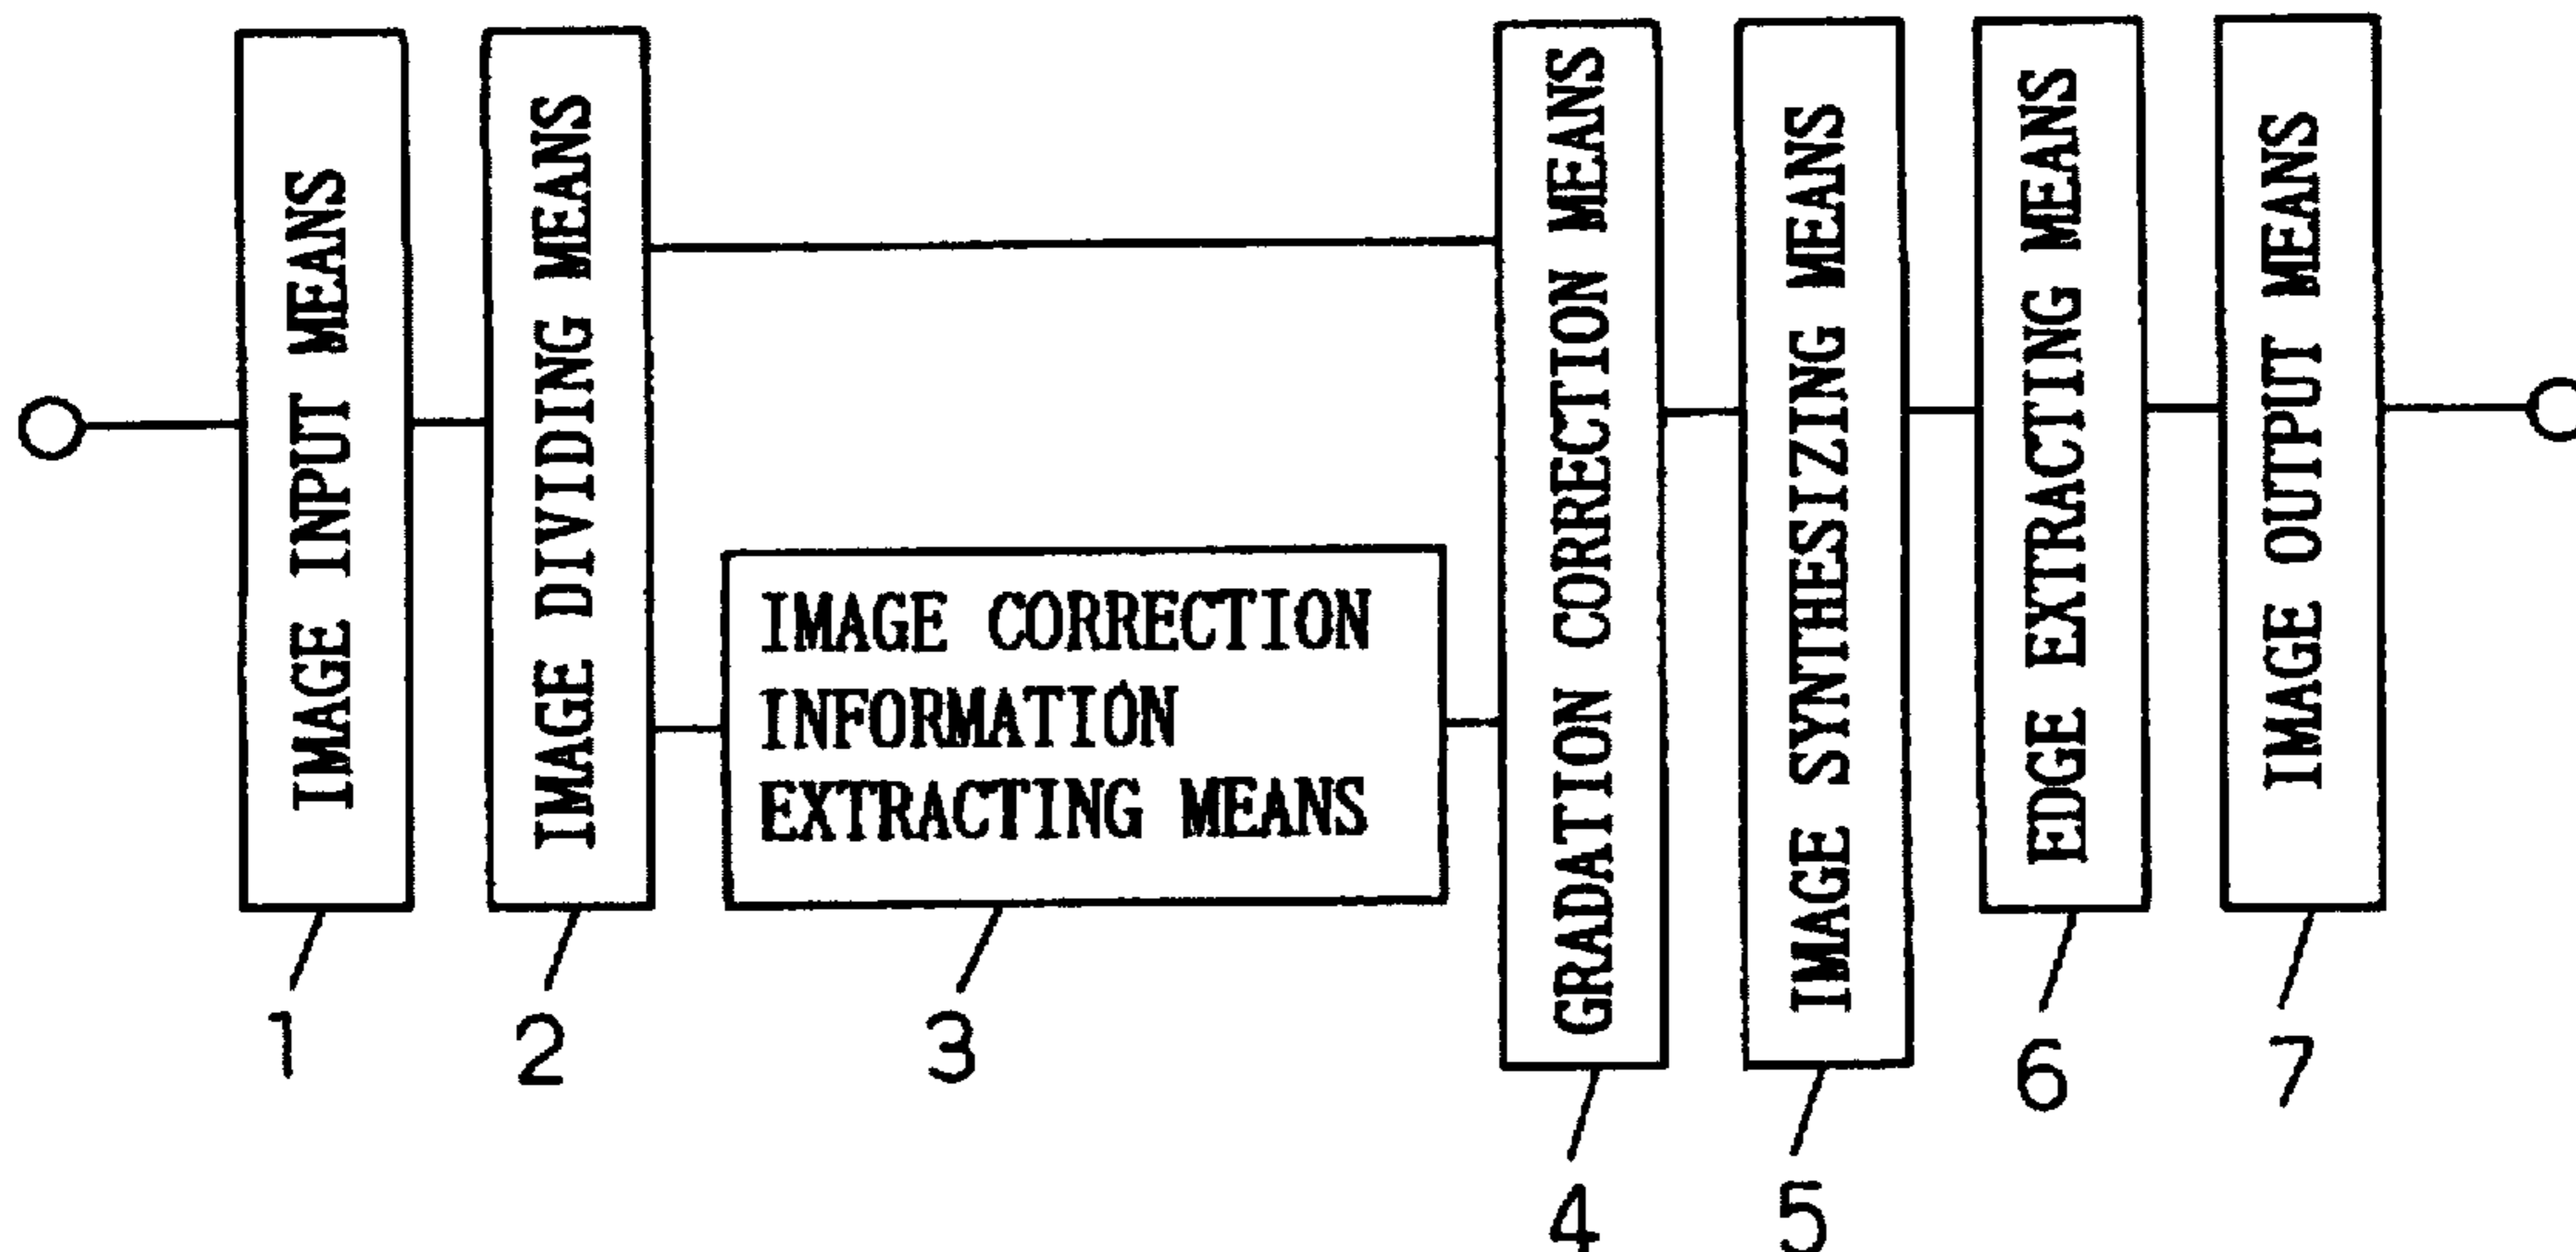 IMAGE INPUT MEANS
IMAGE DIVIDING MEANS
IMAGE CORRECTION
INFORMATION
EXTRACTING MEANS
GRADATION CORRECTION MEANS
IMAGE SYNTHESIZING MEANS
EDGE EXTRACTING MEANS
IMAGE OUTPUT MEANS
1
2
3
4
5
6
7